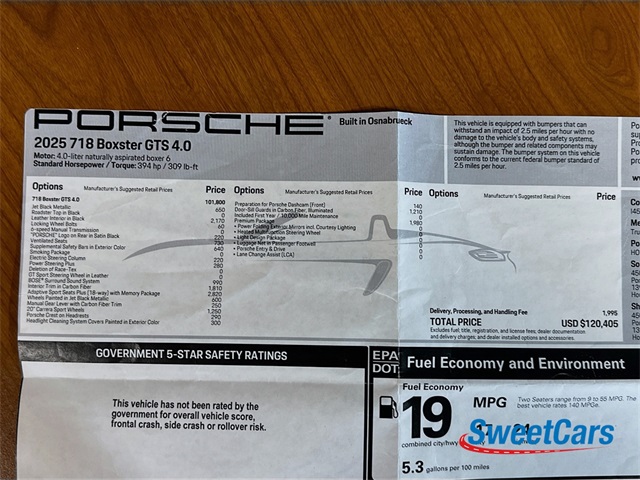 PORSCHE
Built in Osnabrueck
2025 718 Boxster GTS 4.0
Motor: 4.0-liter naturally aspirated boxer 6
Standard Horsepower / Torque: 394 hp / 309 lb-ft
This vehicle is equipped with bumpers that can
withstand an impact of 2.5 miles per hour with no
damage to the vehicle's body and safety systems,
although the bumper and related components may
sustain damage. The bumper system on this vehicle
conforms to the current federal bumper standard of
2.5 miles per hour.
Options Manufacturer's Suggested Retail Prices Price
718 Boxster GTS 4.0 101,800
Jet Black Metallic 650
Roadster Top in Black 0
Leather Interior in Black 2,170
Locking Wheel Bolts 60
6-speed Manual Transmission 0
"PORSCHE" Logo on Rear in Satin Black 220
Ventilated Seats 730
Supplemental Safety Bars in Exterior Color 640
Smoking Package 0
Electric Steering Column 220
Power Steering Plus 280
Deletion of Race-Tex 0
GT Sport Steering Wheel in Leather 0
BOSE® Surround Sound System 990
Interior Trim in Carbon Fiber 1,810
Adaptive Sport Seats Plus (18-way) with Memory Package 2,820
Wheels Painted in Jet Black Metallic 600
Manual Gear Lever with Carbon Fiber Trim 250
20" Carrera Sport Wheels 1,250
Porsche Crest on Headrests 290
Headlight Cleaning System Covers Painted in Exterior Color 300
Options Manufacturer's Suggested Retail Prices Price
Preparation for Porsche Dashcam (Front) 140
Door-Sill Guards in Carbon Fiber, Illuminated 1,210
Included First Year / 10,000 Mile Maintenance 0
Premium Package 1,980
• Power Folding Exterior Mirrors incl. Courtesy Lighting 0
• Heated Multifunction Steering Wheel 0
• Light Design Package
• Luggage Net in Passenger Footwell
• Porsche Entry & Drive
• Lane Change Assist (LCA)
Options Manufacturer's Suggested Retail Prices Price
Delivery, Processing, and Handling Fee 1,995
TOTAL PRICE USD $120,405
Excludes fuel, title, registration, and license fees; dealer documentation
and delivery charges; and dealer installed options and accessories.
GOVERNMENT 5-STAR SAFETY RATINGS
This vehicle has not been rated by the
government for overall vehicle score,
frontal crash, side crash or rollover risk.
EPA
DOT
Fuel Economy and Environment
Fuel Economy
19 MPG
Two Seaters range from 9 to 55 MPG. The
best vehicle rates 140 MPGe.
combined city/hwy
5.3 gallons per 100 miles
SweetCars